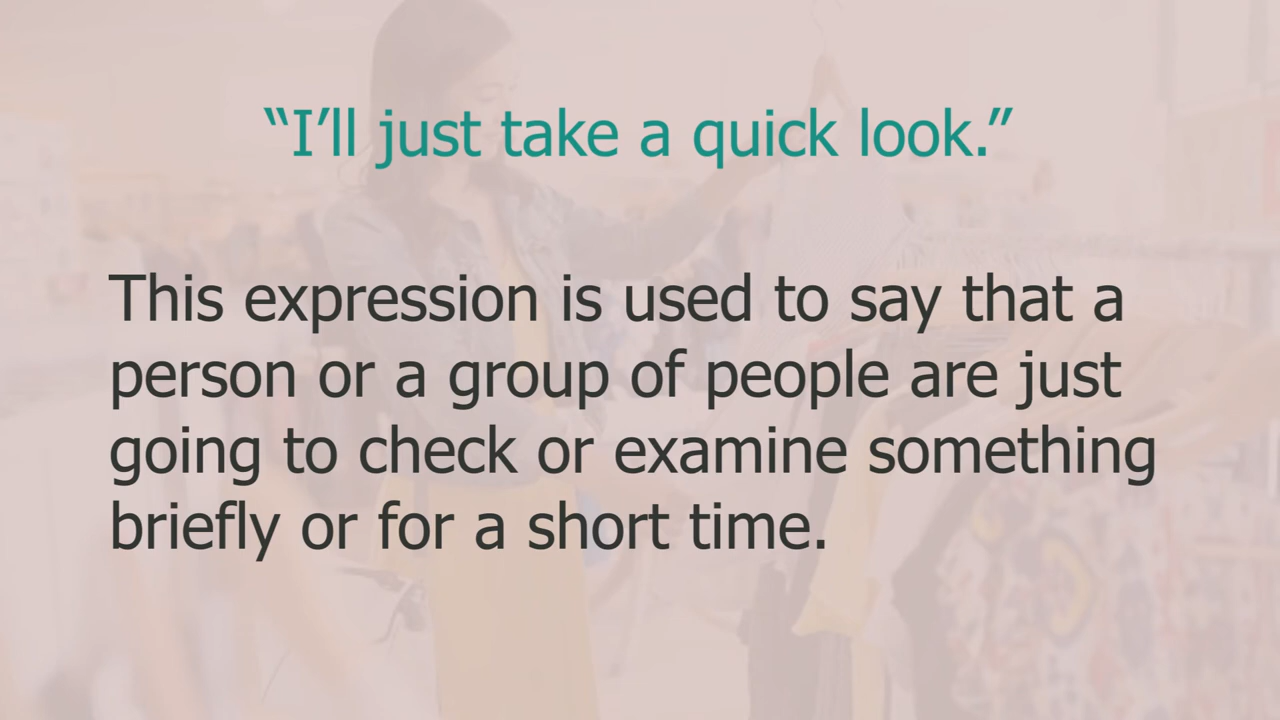 “I’ll just take a quick look.”
This expression is used to say that a
person or a group of people are just
going to check or examine something
briefly or for a short time.